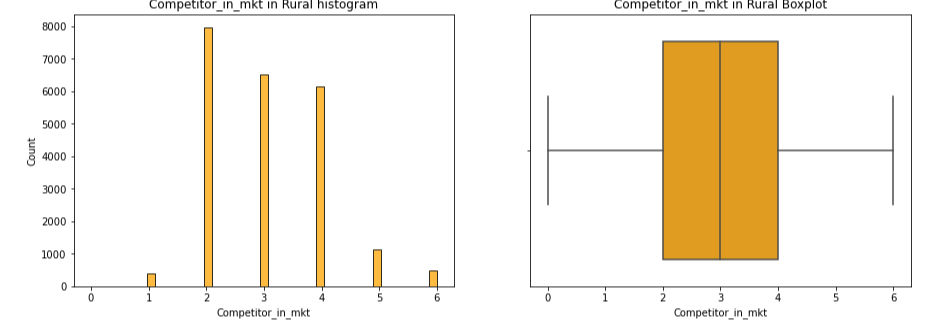 Competitor_in_mkt in Rural histogram
8000
7000
6000
5000
4000
3000
2000
1000
0
Count
0 1 2 3 4 5 6
Competitor_in_mkt
Competitor_in_mkt in Rural Boxplot
0 1 2 3 4 5 6
Competitor_in_mkt